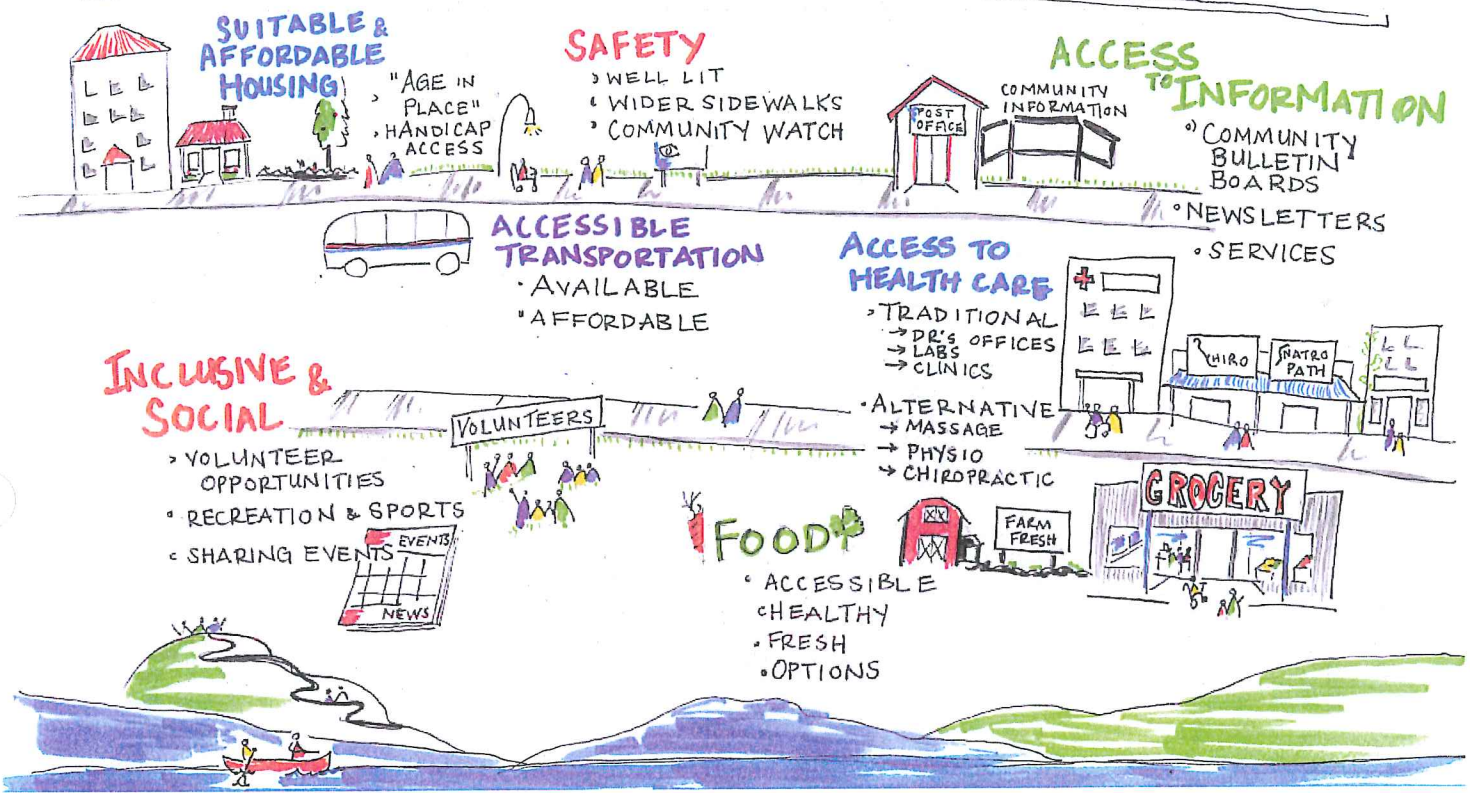 SUITABLE &
AFFORDABLE
HOUSING
"AGE IN
PLACE"
HANDICAP
ACCESS
SAFETY
WELL LIT
WIDER SIDEWALKS
COMMUNITY WATCH
POST
OFFICE
COMMUNITY
INFORMATION
ACCESS
TO INFORMATION
COMMUNITY
BULLETIN
BOARDS
NEWSLETTERS
SERVICES
ACCESSIBLE
TRANSPORTATION
AVAILABLE
AFFORDABLE
ACCESS TO
HEALTH CARE
TRADITIONAL
→ DR'S OFFICES
→ LABS
→ CLINICS
ALTERNATIVE
→ MASSAGE
→ PHYSIO
→ CHIROPRACTIC
CHIRO
NATRO
PATH
INCLUSIVE &
SOCIAL
VOLUNTEER
OPPORTUNITIES
RECREATION & SPORTS
SHARING EVENTS
VOLUNTEERS
EVENTS
NEWS
FOOD
ACCESSIBLE
HEALTHY
FRESH
OPTIONS
FARM
FRESH
GROCERY